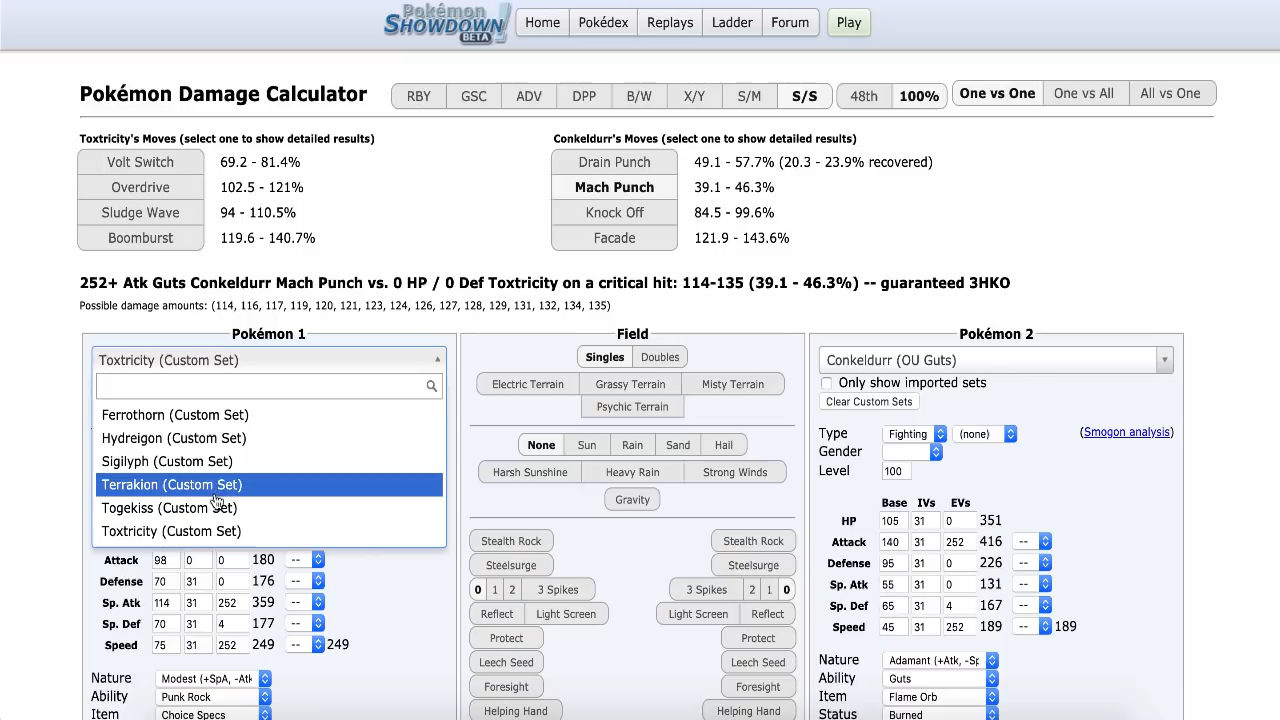 Pokémon SHOWDOWN! BETA
Home Pokédex Replays Ladder Forum Play
Pokémon Damage Calculator RBY GSC ADV DPP B/W X/Y S/M S/S 48th 100% One vs One One vs All All vs One
Toxtricity's Moves (select one to show detailed results)
Volt Switch 69.2 - 81.4%
Overdrive 102.5 - 121%
Sludge Wave 94 - 110.5%
Boomburst 119.6 - 140.7%
Conkeldurr's Moves (select one to show detailed results)
Drain Punch 49.1 - 57.7% (20.3 - 23.9% recovered)
Mach Punch 39.1 - 46.3%
Knock Off 84.5 - 99.6%
Facade 121.9 - 143.6%
252+ Atk Guts Conkeldurr Mach Punch vs. 0 HP / 0 Def Toxtricity on a critical hit: 114-135 (39.1 - 46.3%) -- guaranteed 3HKO
Possible damage amounts: (114, 116, 117, 119, 120, 121, 123, 124, 126, 127, 128, 129, 131, 132, 134, 135)
Pokémon 1
Toxtricity (Custom Set)
Ferrothorn (Custom Set)
Hydreigon (Custom Set)
Sigilyph (Custom Set)
Terrakion (Custom Set)
Togekiss (Custom Set)
Toxtricity (Custom Set)
Attack 98 0 0 180 --
Defense 70 31 0 176 --
Sp. Atk 114 31 252 359 --
Sp. Def 70 31 4 177 --
Speed 75 31 252 249 -- 249
Nature Modest (+SpA, -Atk
Ability Punk Rock
Item Choice Specs
Field
Singles Doubles
Electric Terrain Grassy Terrain Misty Terrain
Psychic Terrain
None Sun Rain Sand Hail
Harsh Sunshine Heavy Rain Strong Winds
Gravity
Stealth Rock Stealth Rock
Steelsurge Steelsurge
0 1 2 3 Spikes 3 Spikes 2 1 0
Reflect Light Screen Light Screen Reflect
Protect Protect
Leech Seed Leech Seed
Foresight Foresight
Helping Hand Helping Hand
Pokémon 2
Conkeldurr (OU Guts)
Only show imported sets
Clear Custom Sets
Type Fighting (none) (Smogon analysis)
Gender
Level 100
Base IVs EVs
HP 105 31 0 351
Attack 140 31 252 416 --
Defense 95 31 0 226 --
Sp. Atk 55 31 0 131 --
Sp. Def 65 31 4 167 --
Speed 45 31 252 189 -- 189
Nature Adamant (+Atk, -Sp
Ability Guts
Item Flame Orb
Status Burned